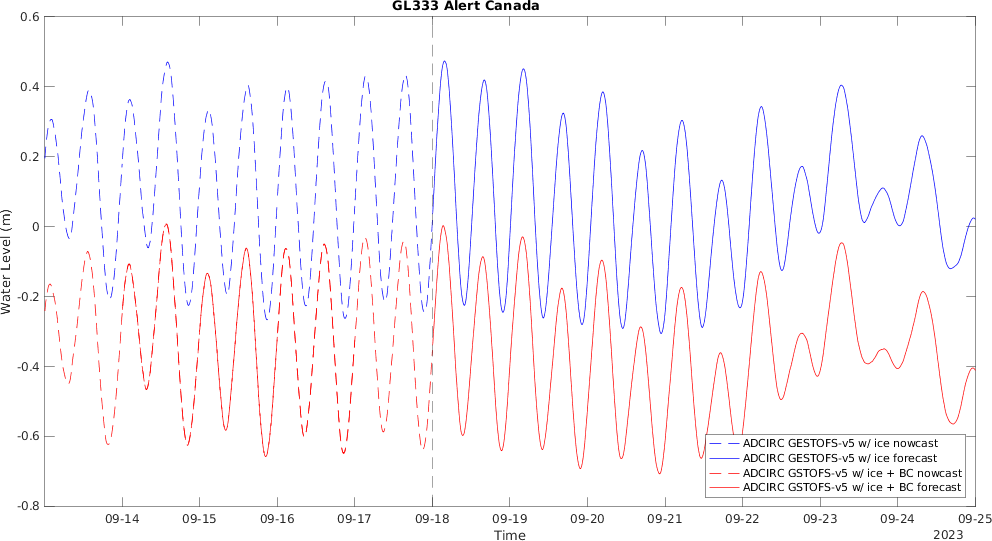 GL333 Alert Canada
0.6
0.4
0.2
0
-0.2
-0.4
-0.6
-0.8
Water Level (m)
ADCIRC GESTOFS-v5 w/ ice nowcast
ADCIRC GESTOFS-v5 w/ ice forecast
ADCIRC GSTOFS-v5 w/ ice + BC nowcast
ADCIRC GSTOFS-v5 w/ ice + BC forecast
09-14 09-15 09-16 09-17 09-18 09-19 09-20 09-21 09-22 09-23 09-24 09-25
Time
2023